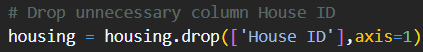 # Drop unnecessary column House ID
housing = housing.drop(['House ID'],axis=1)